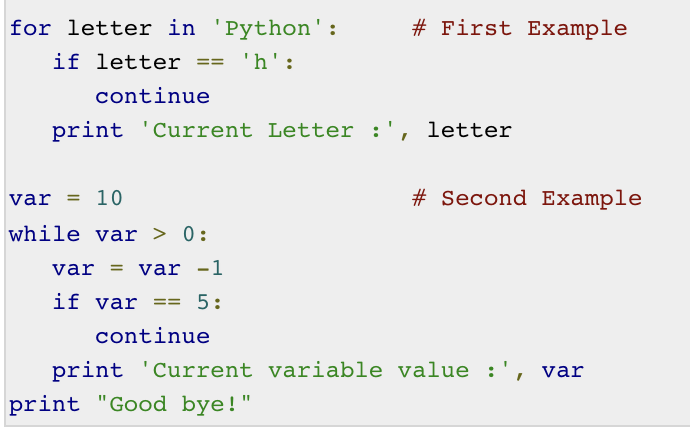 for letter in 'Python':     # First Example
   if letter == 'h':
      continue
   print 'Current Letter :', letter

var = 10                    # Second Example
while var > 0:
   var = var -1
   if var == 5:
      continue
   print 'Current variable value :', var
print "Good bye!"